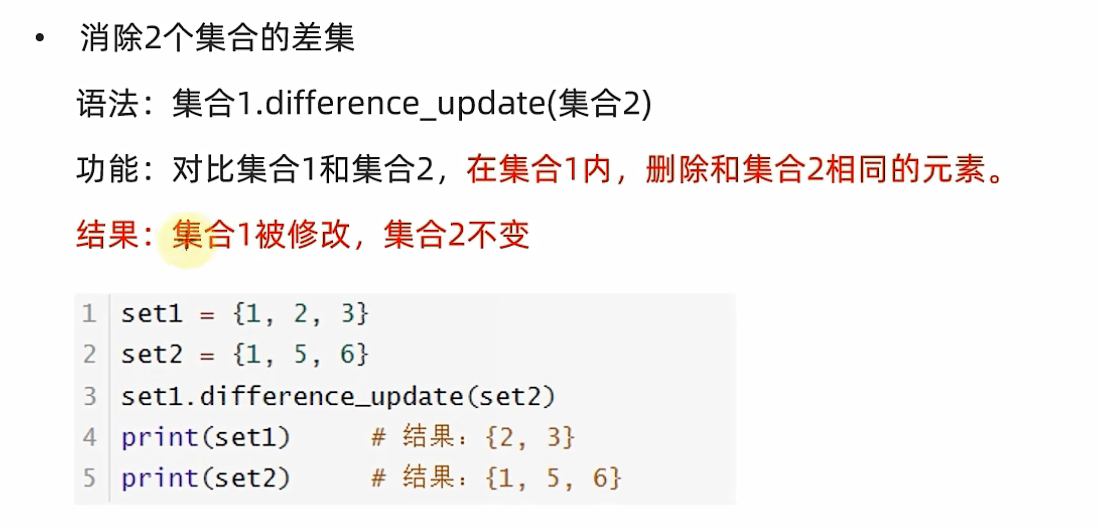 • 消除2个集合的差集
语法：集合1.difference_update(集合2)
功能：对比集合1和集合2，在集合1内，删除和集合2相同的元素。
结果：集合1被修改，集合2不变
1 set1 = {1, 2, 3}
2 set2 = {1, 5, 6}
3 set1.difference_update(set2)
4 print(set1)     # 结果：{2, 3}
5 print(set2)     # 结果：{1, 5, 6}